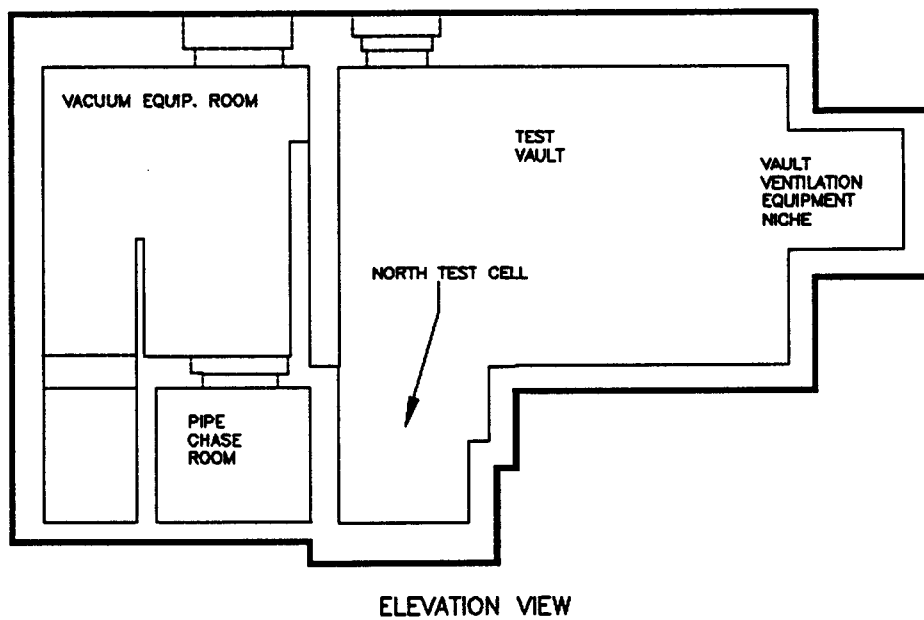 VACUUM EQUIP. ROOM
TEST
VAULT
VAULT
VENTILATION
EQUIPMENT
NICHE
NORTH TEST CELL
PIPE
CHASE
ROOM
ELEVATION VIEW